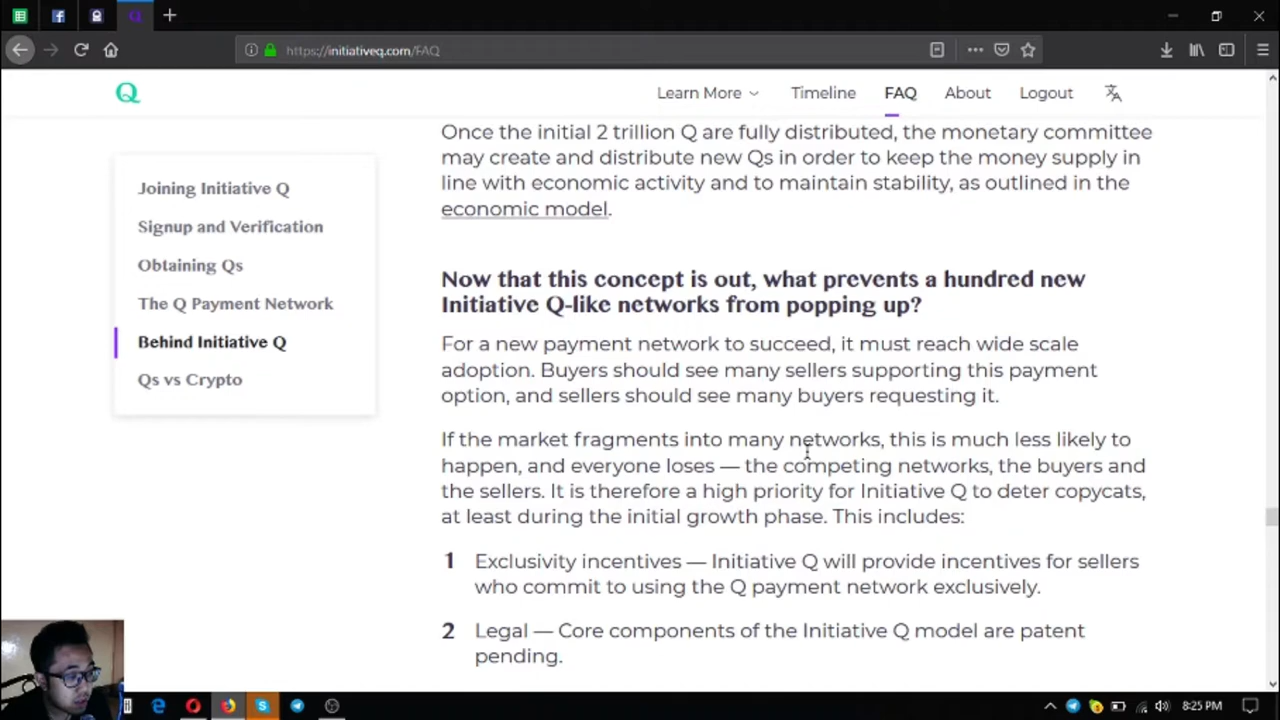 https://initiativeq.com/FAQ
Q
Learn More
Timeline
FAQ
About
Logout
Joining Initiative Q
Signup and Verification
Obtaining Qs
The Q Payment Network
Behind Initiative Q
Qs vs Crypto
Once the initial 2 trillion Q are fully distributed, the monetary committee
may create and distribute new Qs in order to keep the money supply in
line with economic activity and to maintain stability, as outlined in the
economic model.
Now that this concept is out, what prevents a hundred new
Initiative Q-like networks from popping up?
For a new payment network to succeed, it must reach wide scale
adoption. Buyers should see many sellers supporting this payment
option, and sellers should see many buyers requesting it.
If the market fragments into many networks, this is much less likely to
happen, and everyone loses — the competing networks, the buyers and
the sellers. It is therefore a high priority for Initiative Q to deter copycats,
at least during the initial growth phase. This includes:
1 Exclusivity incentives — Initiative Q will provide incentives for sellers
who commit to using the Q payment network exclusively.
2 Legal — Core components of the Initiative Q model are patent
pending.
8:25 PM